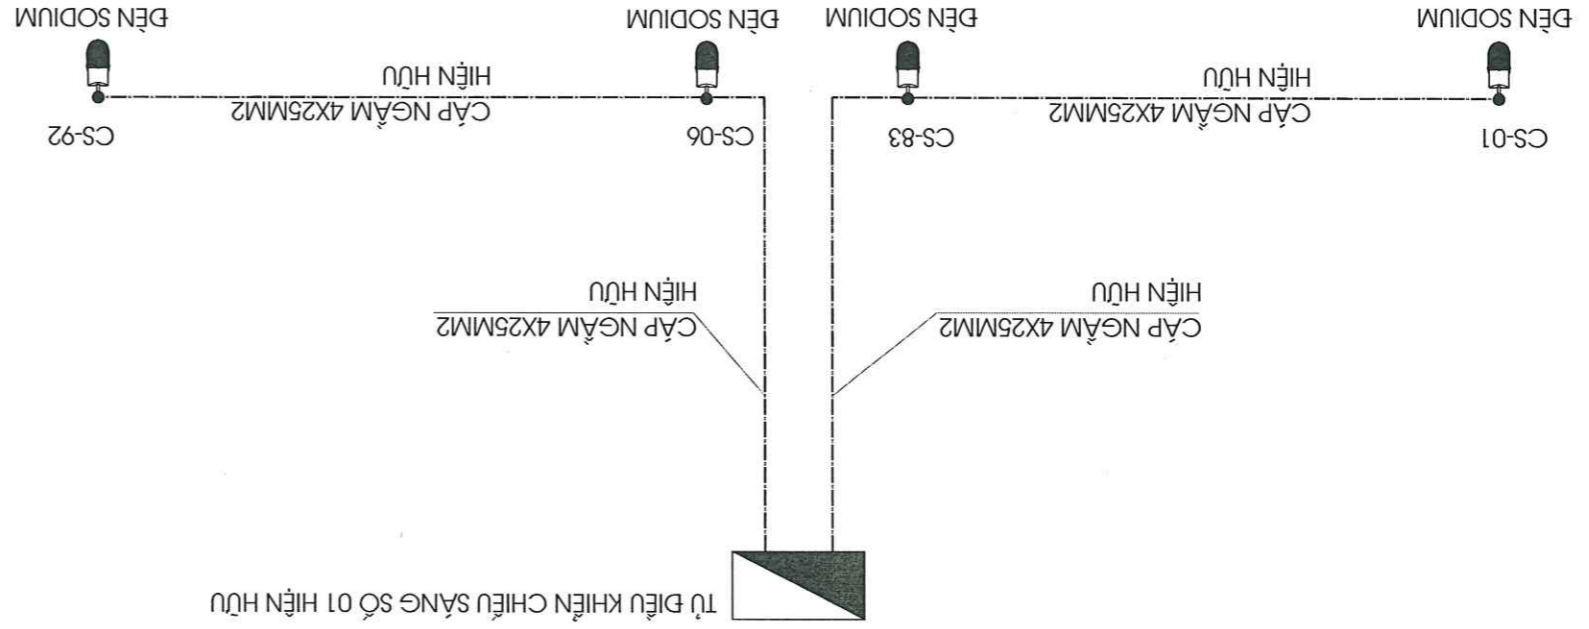 TỦ ĐIỀU KHIỂN CHIẾU SÁNG SỐ 01 HIỆN HỮU
CÁP NGẦM 4X25MM2
HIỆN HỮU
CÁP NGẦM 4X25MM2
HIỆN HỮU
CS-01
CÁP NGẦM 4X25MM2
HIỆN HỮU
CS-83
CS-06
CÁP NGẦM 4X25MM2
HIỆN HỮU
CS-92
ĐÈN SODIUM
ĐÈN SODIUM
ĐÈN SODIUM
ĐÈN SODIUM